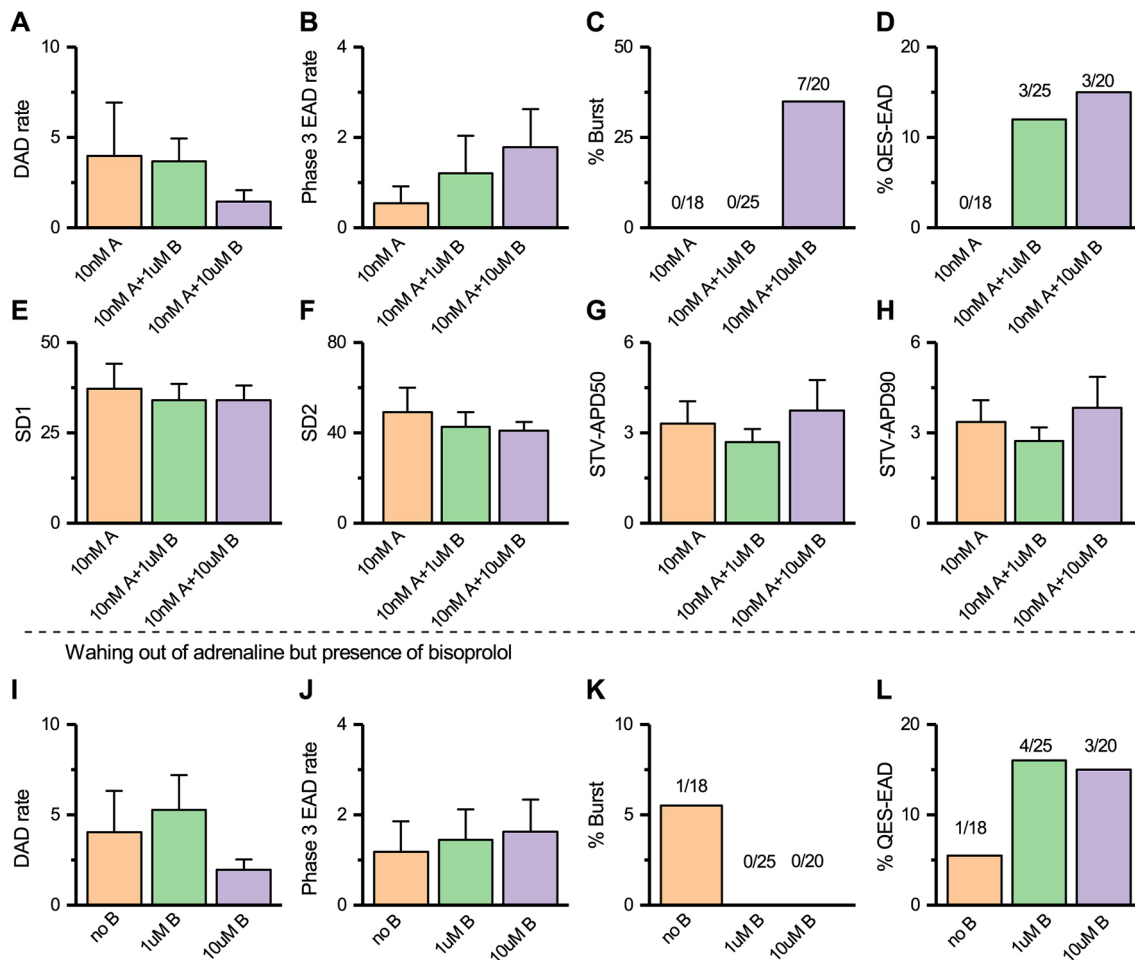 A
B
C
D
10
5
0
DAD rate
10nM A
10nM A+1uM B
10nM A+10uM B
4
2
0
Phase 3 EAD rate
10nM A
10nM A+1uM B
10nM A+10uM B
50
25
0
% Burst
0/18
0/25
7/20
10nM A
10nM A+1uM B
10nM A+10uM B
20
10
0
% QES-EAD
0/18
3/25
3/20
10nM A
10nM A+1uM B
10nM A+10uM B
E
F
G
H
50
25
0
SD1
10nM A
10nM A+1uM B
10nM A+10uM B
80
40
0
SD2
10nM A
10nM A+1uM B
10nM A+10uM B
6
3
0
STV-APD50
10nM A
10nM A+1uM B
10nM A+10uM B
6
3
0
STV-APD90
10nM A
10nM A+1uM B
10nM A+10uM B
Wahing out of adrenaline but presence of bisoprolol
I
J
K
L
10
5
0
DAD rate
no B
1uM B
10uM B
4
2
0
Phase 3 EAD rate
no B
1uM B
10uM B
10
5
0
% Burst
1/18
0/25
0/20
no B
1uM B
10uM B
20
10
0
% QES-EAD
1/18
4/25
3/20
no B
1uM B
10uM B